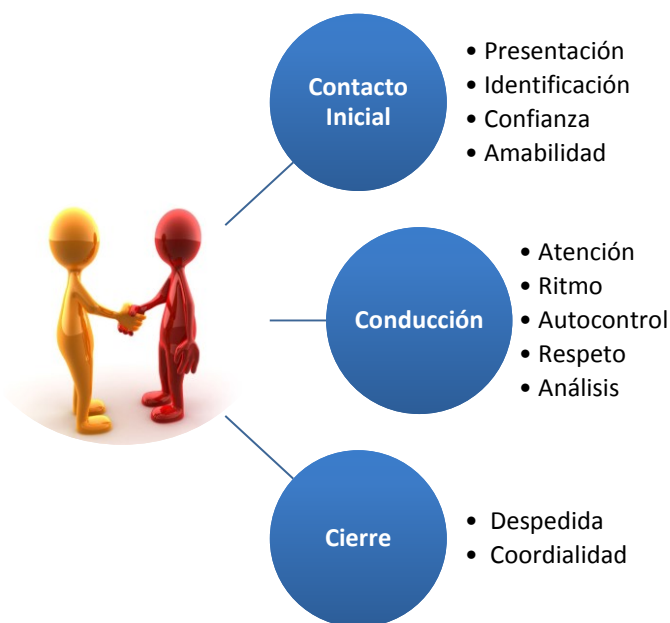 Contacto
Inicial
• Presentación
• Identificación
• Confianza
• Amabilidad
Conducción
• Atención
• Ritmo
• Autocontrol
• Respeto
• Análisis
Cierre
• Despedida
• Coordialidad